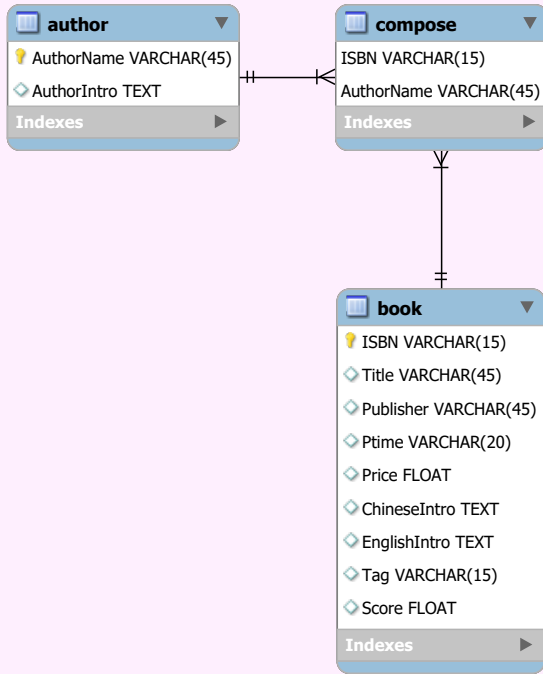 author
AuthorName VARCHAR(45)
AuthorIntro TEXT
Indexes
compose
ISBN VARCHAR(15)
AuthorName VARCHAR(45)
Indexes
book
ISBN VARCHAR(15)
Title VARCHAR(45)
Publisher VARCHAR(45)
Ptime VARCHAR(20)
Price FLOAT
ChineseIntro TEXT
EnglishIntro TEXT
Tag VARCHAR(15)
Score FLOAT
Indexes